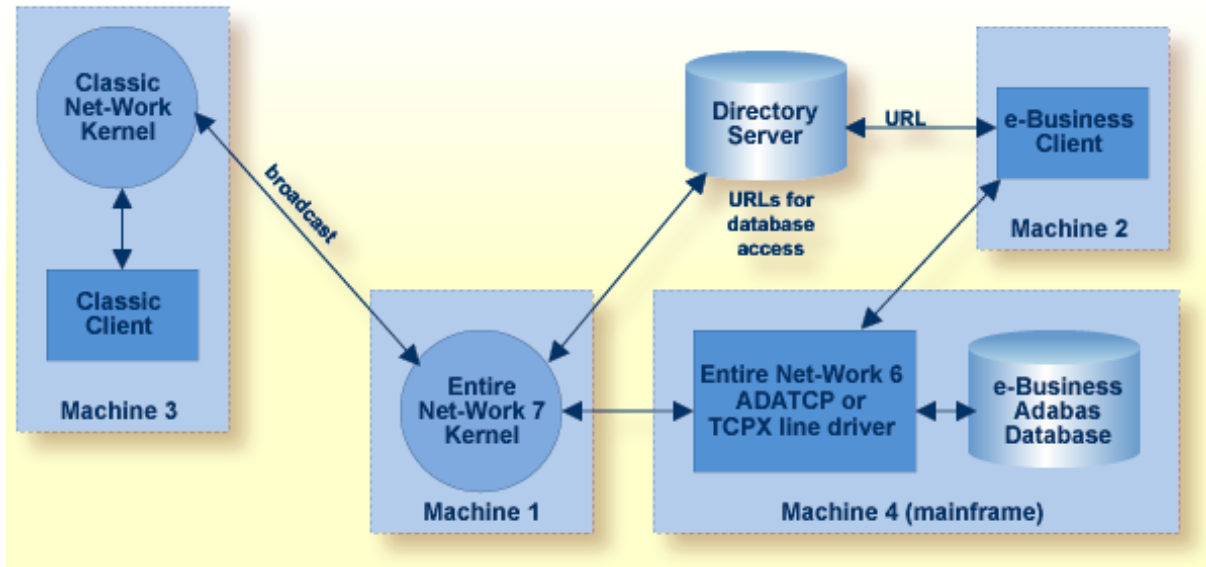 Classic
Net-Work
Kernel
broadcast
Classic
Client
Machine 3
Directory
Server
URLs for
database
access
URL
e-Business
Client
Machine 2
Entire
Net-Work 7
Kernel
Machine 1
Entire Net-Work 6
ADATCP or
TCPX line driver
e-Business
Adabas
Database
Machine 4 (mainframe)